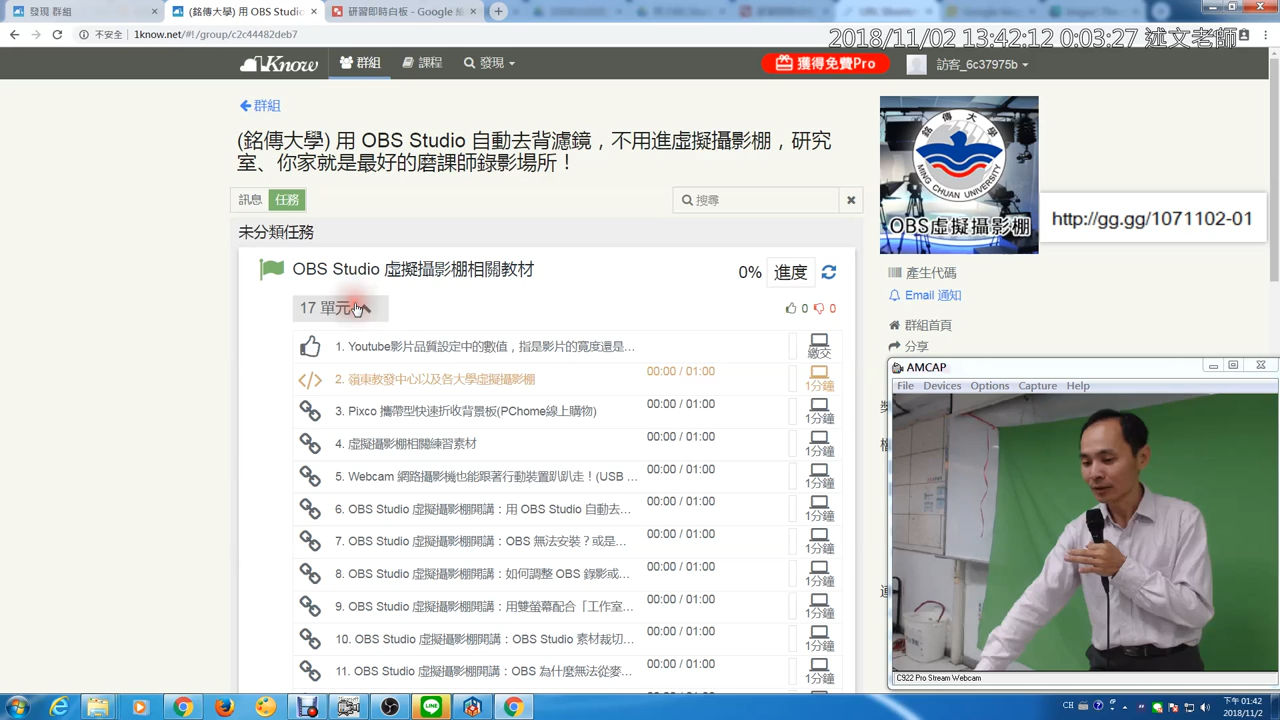 發現 群組
(銘傳大學) 用 OBS Studio
研習即時白板 - Google 
不安全
1know.net/#!/group/c2c44482deb7
2018/11/02 13:42:12 0:03:27 述文老師
1Know
群組
課程
發現
獲得免費Pro
訪客_6c37975b
群組
(銘傳大學) 用 OBS Studio 自動去背濾鏡，不用進虛擬攝影棚，研究
室、你家就是最好的磨課師錄影場所！
訊息
任務
搜尋
未分類任務
OBS Studio 虛擬攝影棚相關教材
0%
進度
17 單元
0
0
1. Youtube影片品質設定中的數值，指是影片的寬度還是...
繳交
2. 嶺東教發中心以及各大學虛擬攝影棚
00:00 / 01:00
1分鐘
3. Pixco 攜帶型快速折收背景板(PChome線上購物)
00:00 / 01:00
1分鐘
4. 虛擬攝影棚相關練習素材
00:00 / 01:00
1分鐘
5. Webcam 網路攝影機也能跟著行動裝置趴趴走！(USB ...
00:00 / 01:00
1分鐘
6. OBS Studio 虛擬攝影棚開講：用 OBS Studio 自動去...
00:00 / 01:00
1分鐘
7. OBS Studio 虛擬攝影棚開講：OBS 無法安裝？或是...
00:00 / 01:00
1分鐘
8. OBS Studio 虛擬攝影棚開講：如何調整 OBS 錄影或...
00:00 / 01:00
1分鐘
9. OBS Studio 虛擬攝影棚開講：用雙螢幕配合「工作室...
00:00 / 01:00
1分鐘
10. OBS Studio 虛擬攝影棚開講：OBS Studio 素材裁切...
00:00 / 01:00
1分鐘
11. OBS Studio 虛擬攝影棚開講：OBS 為什麼無法從麥...
00:00 / 01:00
1分鐘
銘傳大學
MING CHUAN UNIVERSITY
OBS虛擬攝影棚
http://gg.gg/1071102-01
產生代碼
Email 通知
群組首頁
分享
AMCAP
File Devices Options Capture Help
C922 Pro Stream Webcam
CH
下午 01:42
2018/11/2